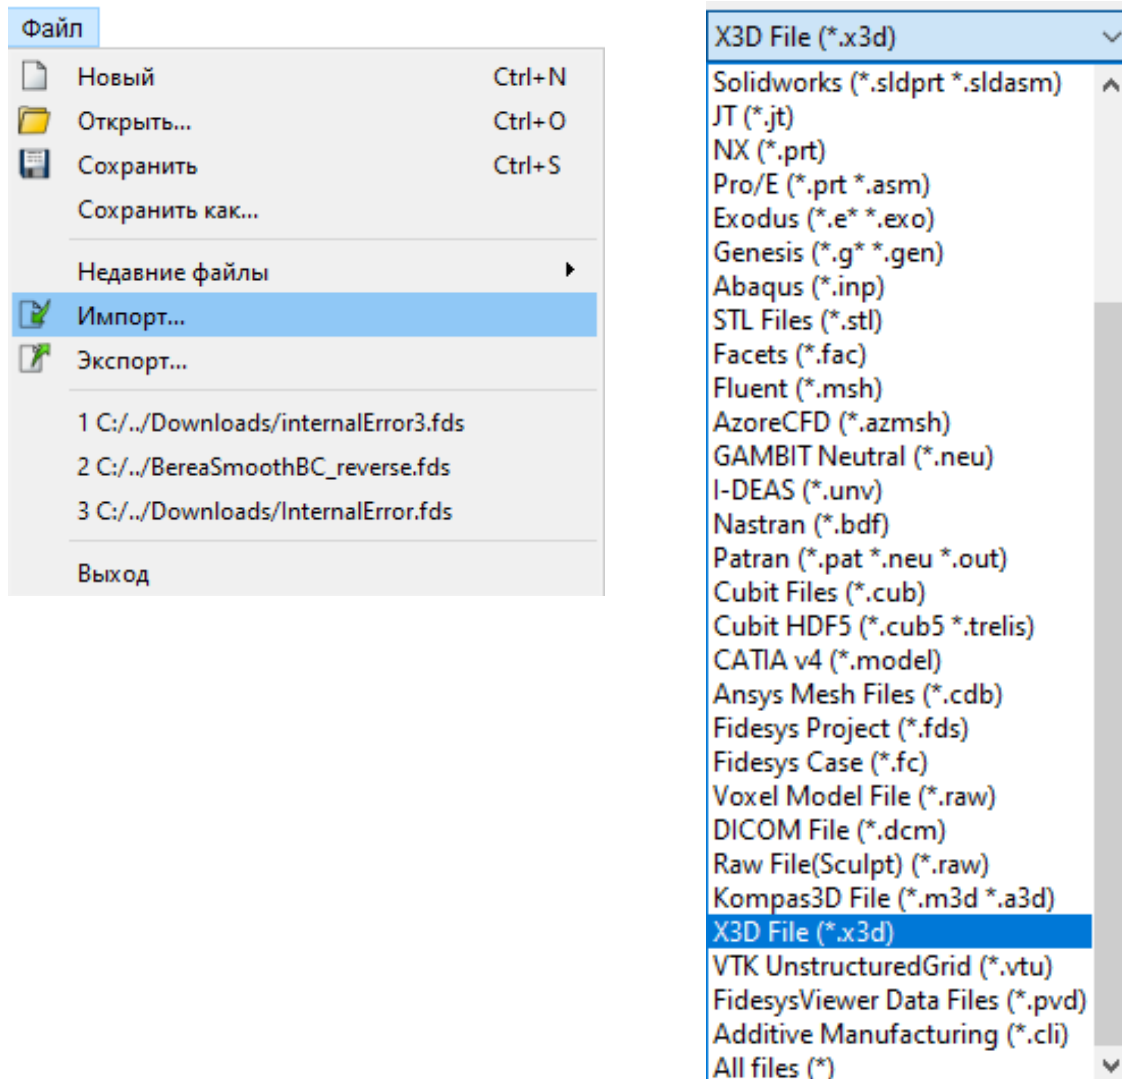 Файл
Новый Ctrl+N
Открыть... Ctrl+O
Сохранить Ctrl+S
Сохранить как...
Недавние файлы
Импорт...
Экспорт...
1 C:/../Downloads/internalError3.fds
2 C:/../BereaSmoothBC_reverse.fds
3 C:/../Downloads/InternalError.fds
Выход
X3D File (*.x3d)
Solidworks (*.sldprt *.sldasm)
JT (*.jt)
NX (*.prt)
Pro/E (*.prt *.asm)
Exodus (*.e* *.exo)
Genesis (*.g* *.gen)
Abaqus (*.inp)
STL Files (*.stl)
Facets (*.fac)
Fluent (*.msh)
AzoreCFD (*.azmsh)
GAMBIT Neutral (*.neu)
I-DEAS (*.unv)
Nastran (*.bdf)
Patran (*.pat *.neu *.out)
Cubit Files (*.cub)
Cubit HDF5 (*.cub5 *.trelis)
CATIA v4 (*.model)
Ansys Mesh Files (*.cdb)
Fidesys Project (*.fds)
Fidesys Case (*.fc)
Voxel Model File (*.raw)
DICOM File (*.dcm)
Raw File(Sculpt) (*.raw)
Kompas3D File (*.m3d *.a3d)
X3D File (*.x3d)
VTK UnstructuredGrid (*.vtu)
FidesysViewer Data Files (*.pvd)
Additive Manufacturing (*.cli)
All files (*)